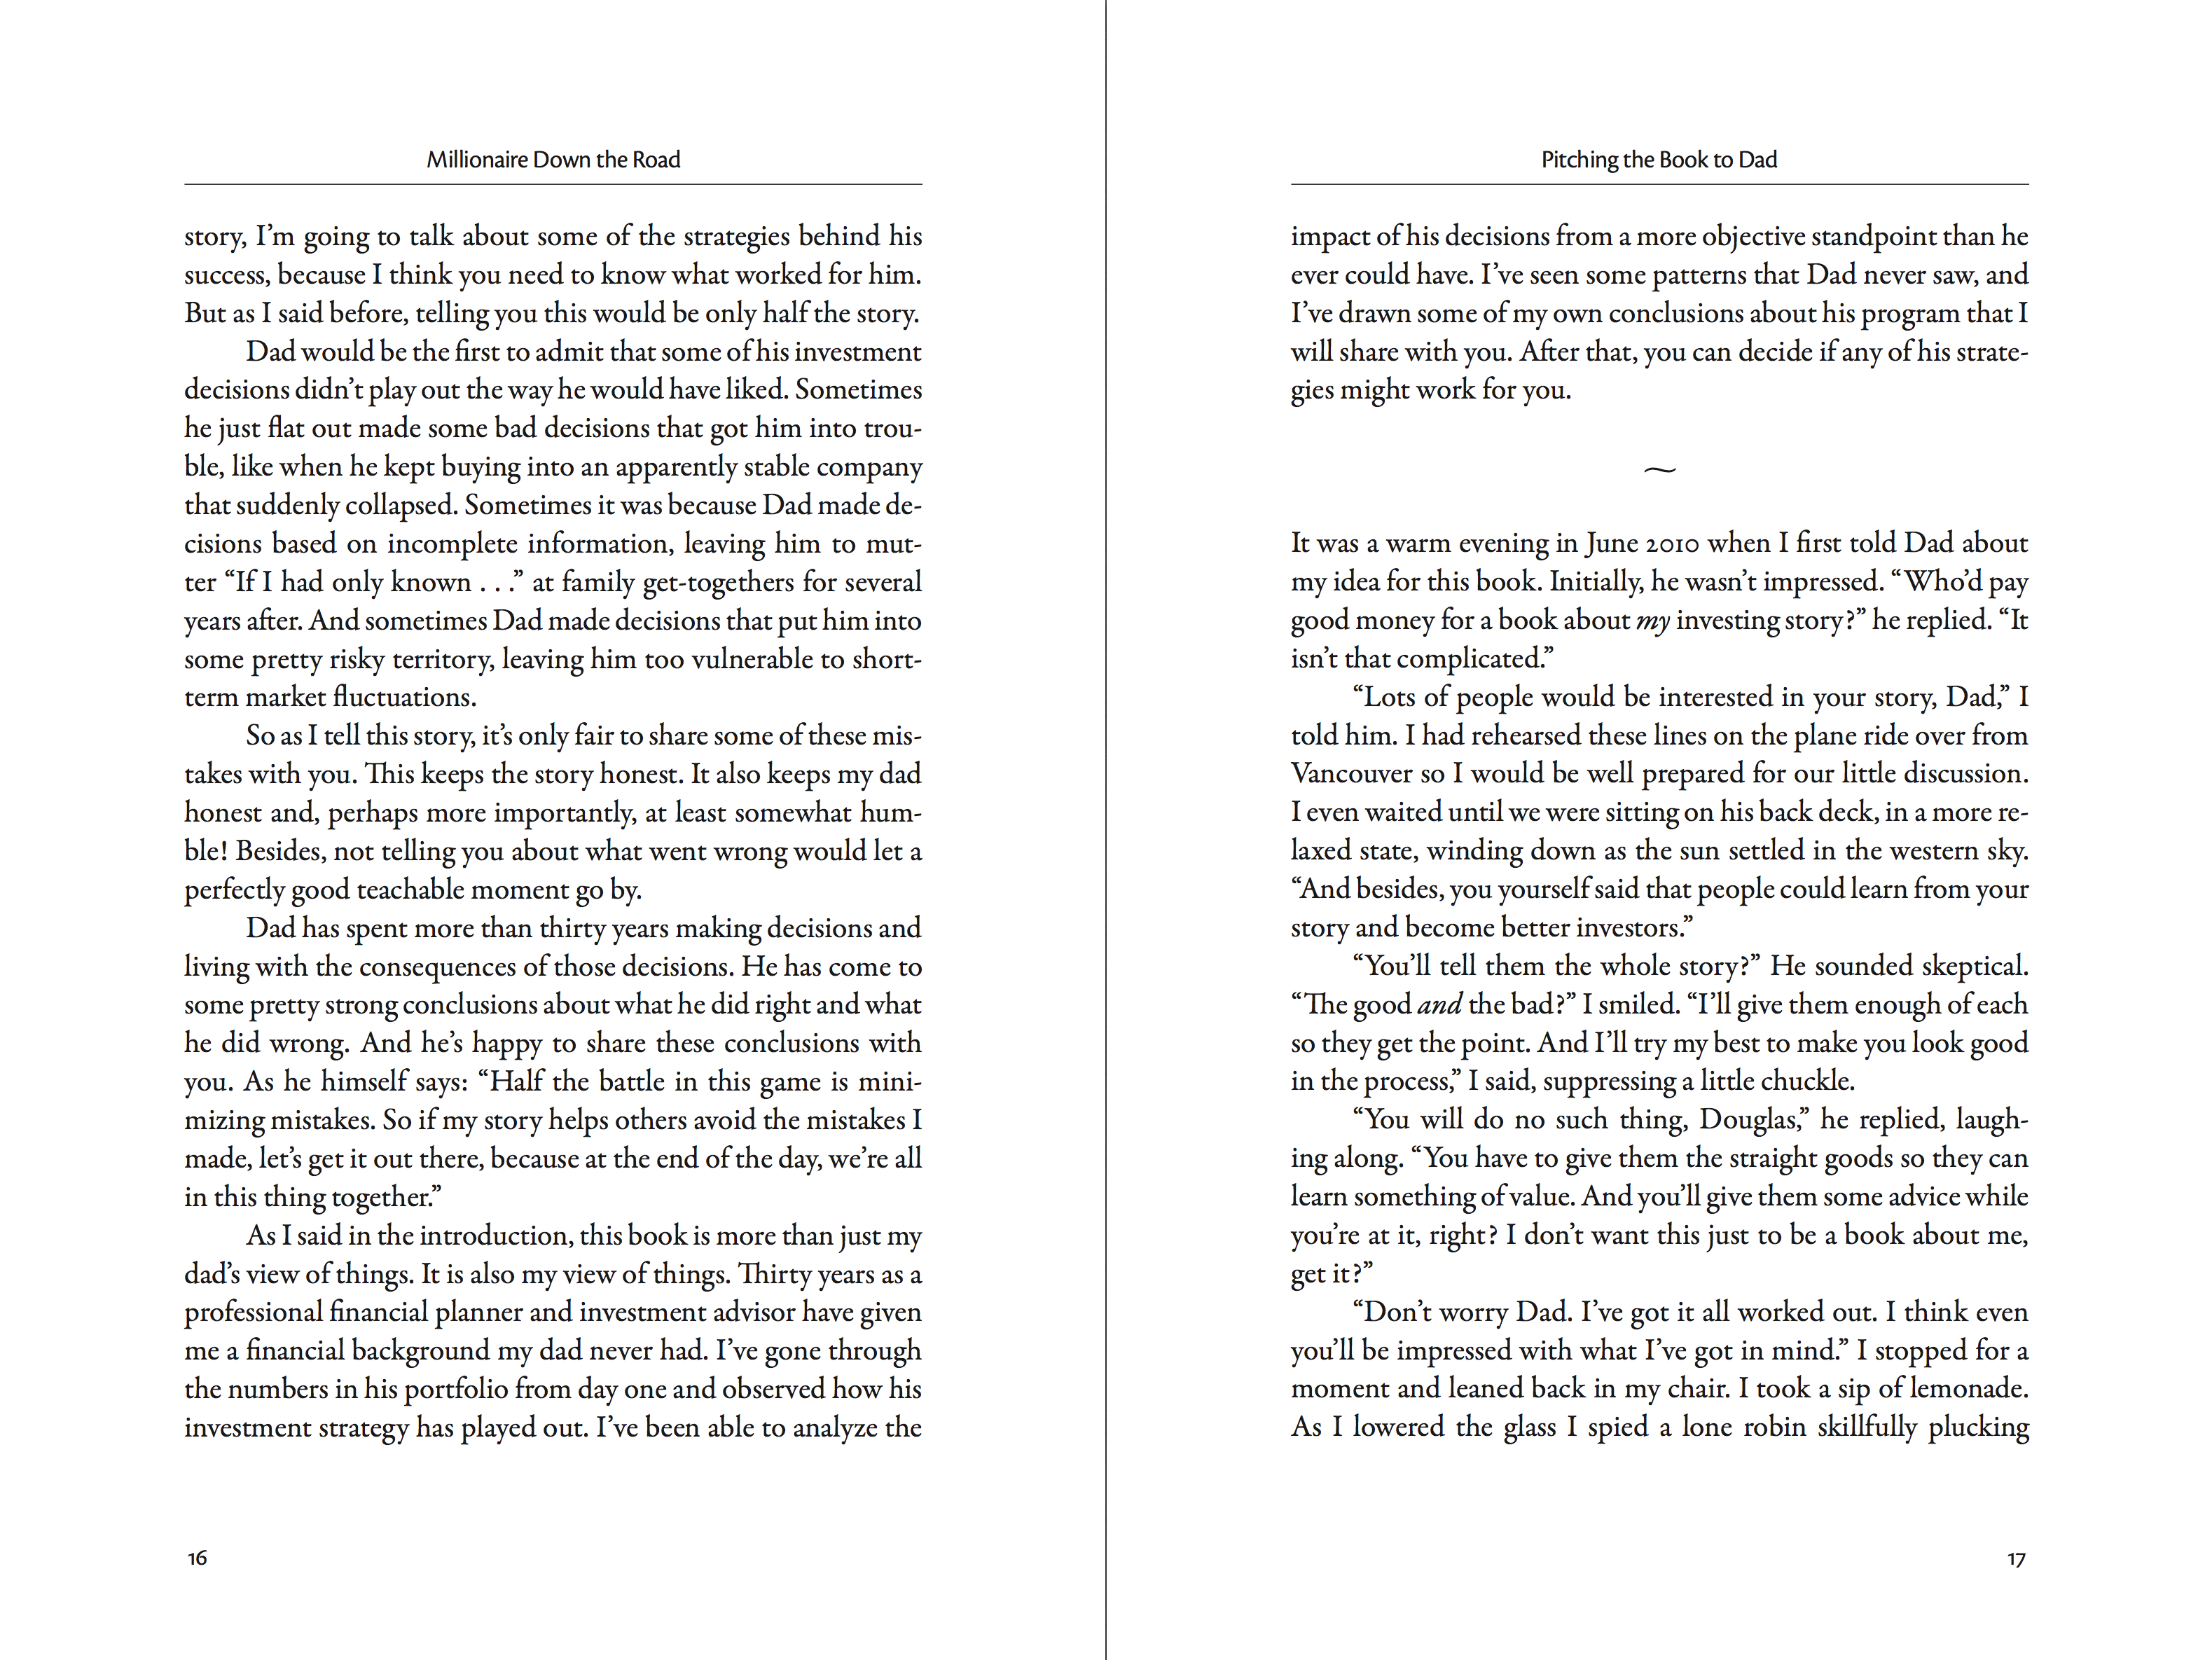 Millionaire Down the Road
story, I’m going to talk about some of the strategies behind his
success, because I think you need to know what worked for him.
But as I said before, telling you this would be only half the story.
Dad would be the first to admit that some of his investment
decisions didn’t play out the way he would have liked. Sometimes
he just flat out made some bad decisions that got him into trou-
ble, like when he kept buying into an apparently stable company
that suddenly collapsed. Sometimes it was because Dad made de-
cisions based on incomplete information, leaving him to mut-
ter “If I had only known . . .” at family get-togethers for several
years after. And sometimes Dad made decisions that put him into
some pretty risky territory, leaving him too vulnerable to short-
term market fluctuations.
So as I tell this story, it’s only fair to share some of these mis-
takes with you. This keeps the story honest. It also keeps my dad
honest and, perhaps more importantly, at least somewhat hum-
ble! Besides, not telling you about what went wrong would let a
perfectly good teachable moment go by.
Dad has spent more than thirty years making decisions and
living with the consequences of those decisions. He has come to
some pretty strong conclusions about what he did right and what
he did wrong. And he’s happy to share these conclusions with
you. As he himself says: “Half the battle in this game is mini-
mizing mistakes. So if my story helps others avoid the mistakes I
made, let’s get it out there, because at the end of the day, we’re all
in this thing together.”
As I said in the introduction, this book is more than just my
dad’s view of things. It is also my view of things. Thirty years as a
professional financial planner and investment advisor have given
me a financial background my dad never had. I’ve gone through
the numbers in his portfolio from day one and observed how his
investment strategy has played out. I’ve been able to analyze the
16
Pitching the Book to Dad
impact of his decisions from a more objective standpoint than he
ever could have. I’ve seen some patterns that Dad never saw, and
I’ve drawn some of my own conclusions about his program that I
will share with you. After that, you can decide if any of his strate-
gies might work for you.
~
It was a warm evening in June 2010 when I first told Dad about
my idea for this book. Initially, he wasn’t impressed. “Who’d pay
good money for a book about my investing story?” he replied. “It
isn’t that complicated.”
“Lots of people would be interested in your story, Dad,” I
told him. I had rehearsed these lines on the plane ride over from
Vancouver so I would be well prepared for our little discussion.
I even waited until we were sitting on his back deck, in a more re-
laxed state, winding down as the sun settled in the western sky.
“And besides, you yourself said that people could learn from your
story and become better investors.”
“You’ll tell them the whole story?” He sounded skeptical.
“The good and the bad?” I smiled. “I’ll give them enough of each
so they get the point. And I’ll try my best to make you look good
in the process,” I said, suppressing a little chuckle.
“You will do no such thing, Douglas,” he replied, laugh-
ing along. “You have to give them the straight goods so they can
learn something of value. And you’ll give them some advice while
you’re at it, right? I don’t want this just to be a book about me,
get it?”
“Don’t worry Dad. I’ve got it all worked out. I think even
you’ll be impressed with what I’ve got in mind.” I stopped for a
moment and leaned back in my chair. I took a sip of lemonade.
As I lowered the glass I spied a lone robin skillfully plucking
17